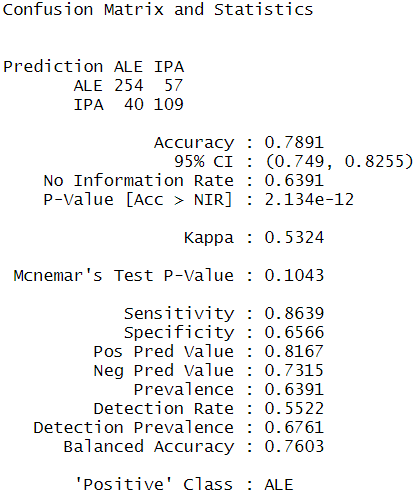 Confusion Matrix and Statistics
Prediction ALE IPA
ALE 254 57
IPA 40 109
Accuracy : 0.7891
95% CI : (0.749, 0.8255)
No Information Rate : 0.6391
P-Value [Acc > NIR] : 2.134e-12
Kappa : 0.5324
Mcnemar's Test P-Value : 0.1043
Sensitivity : 0.8639
Specificity : 0.6566
Pos Pred Value : 0.8167
Neg Pred Value : 0.7315
Prevalence : 0.6391
Detection Rate : 0.5522
Detection Prevalence : 0.6761
Balanced Accuracy : 0.7603
'Positive' Class : ALE